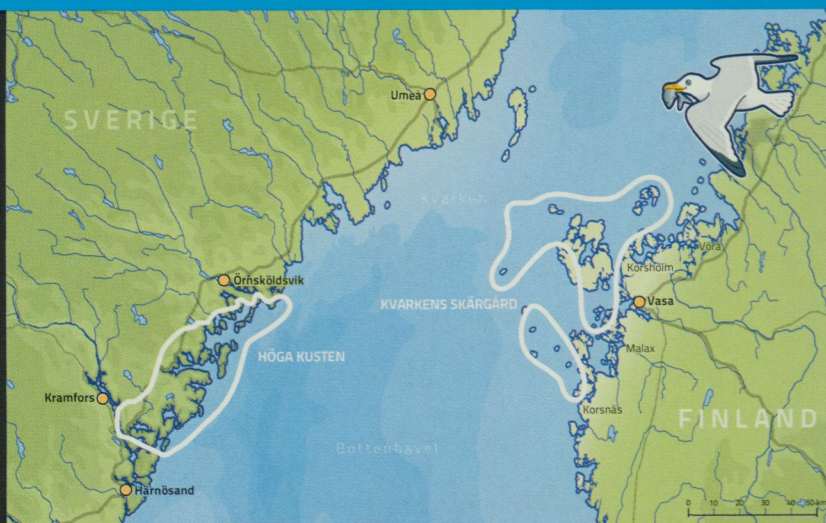 Umeå
SVERIGE
Kvarken
Vörå
Korsholm
Örnsköldsvik
KVARKENS SKÄRGÅRD
Vasa
HÖGA KUSTEN
Malax
Kramfors
Korsnäs
FINLAND
Bottenhavet
Härnösand
0 10 20 30 40 50 km